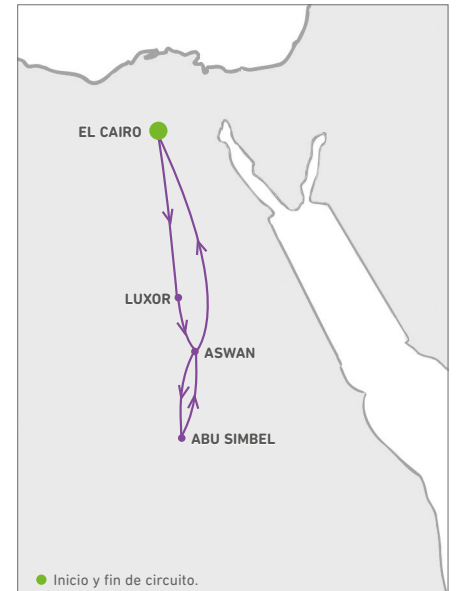 EL CAIRO
LUXOR
ASWAN
ABU SIMBEL
Inicio y fin de circuito.